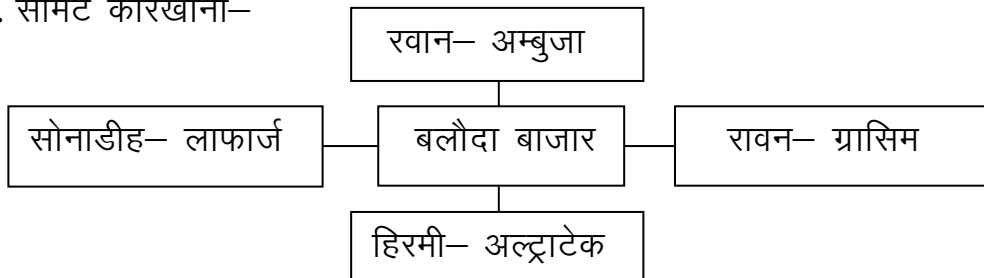 . सीमेंट कारखाना–
रवान– अम्बुजा
सोनाडीह– लाफार्ज
बलौदा बाजार
रावन– ग्रासिम
हिरमी– अल्ट्राटेक